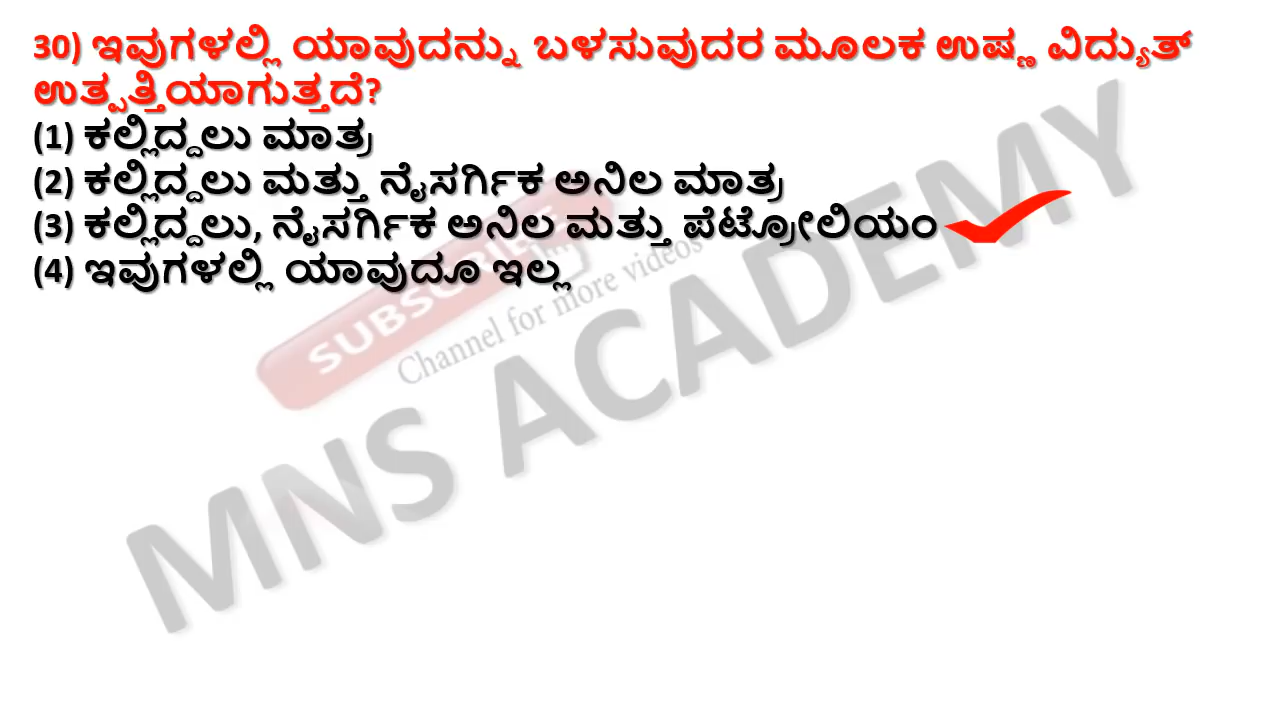 30) ಇವುಗಳಲ್ಲಿ ಯಾವುದನ್ನು ಬಳಸುವುದರ ಮೂಲಕ ಉಷ್ಣ ವಿದ್ಯುತ್
ಉತ್ಪತ್ತಿಯಾಗುತ್ತದೆ?
(1) ಕಲ್ಲಿದ್ದಲು ಮಾತ್ರ
(2) ಕಲ್ಲಿದ್ದಲು ಮತ್ತು ನೈಸರ್ಗಿಕ ಅನಿಲ ಮಾತ್ರ
(3) ಕಲ್ಲಿದ್ದಲು, ನೈಸರ್ಗಿಕ ಅನಿಲ ಮತ್ತು ಪೆಟ್ರೋಲಿಯಂ
(4) ಇವುಗಳಲ್ಲಿ ಯಾವುದೂ ಇಲ್ಲ
SUBSCRIBE
Channel for more videos
MNS ACADEMY